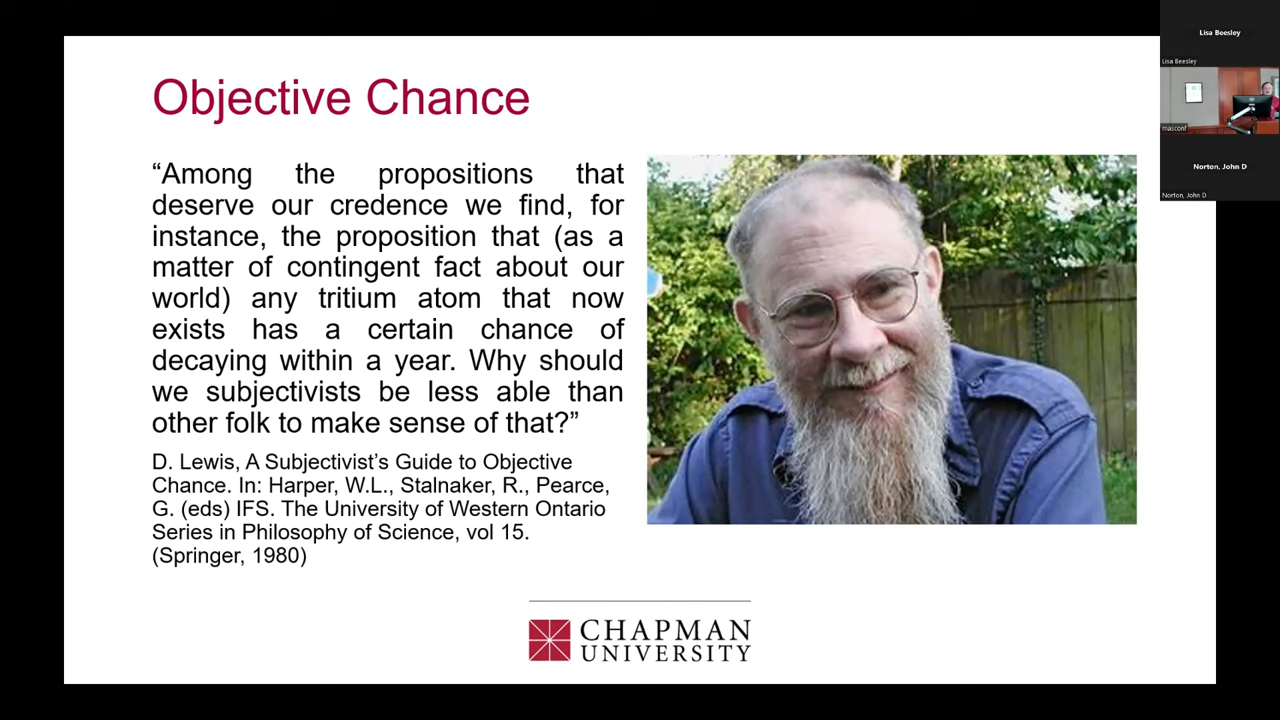 Objective Chance
“Among the propositions that
deserve our credence we find, for
instance, the proposition that (as a
matter of contingent fact about our
world) any tritium atom that now
exists has a certain chance of
decaying within a year. Why should
we subjectivists be less able than
other folk to make sense of that?”
D. Lewis, A Subjectivist’s Guide to Objective
Chance. In: Harper, W.L., Stalnaker, R., Pearce,
G. (eds) IFS. The University of Western Ontario
Series in Philosophy of Science, vol 15.
(Springer, 1980)
CHAPMAN
UNIVERSITY
Lisa Beesley
Lisa Beesley
masconf
Norton, John D
Norton, John D